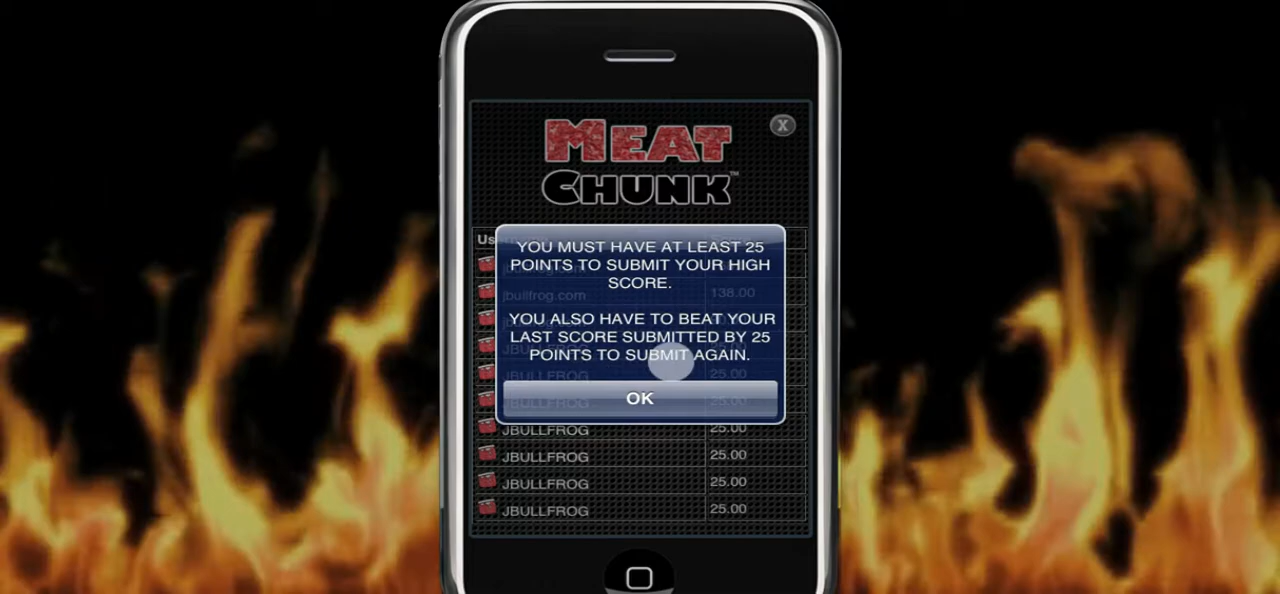 MEAT
X
CHUNK™
YOU MUST HAVE AT LEAST 25
POINTS TO SUBMIT YOUR HIGH
SCORE.
YOU ALSO HAVE TO BEAT YOUR
LAST SCORE SUBMITTED BY 25
POINTS TO SUBMIT AGAIN.
OK
jbullfrog.com 138.00
JBULLFROG 25.00
JBULLFROG 25.00
JBULLFROG 25.00
JBULLFROG 25.00
JBULLFROG 25.00
JBULLFROG 25.00